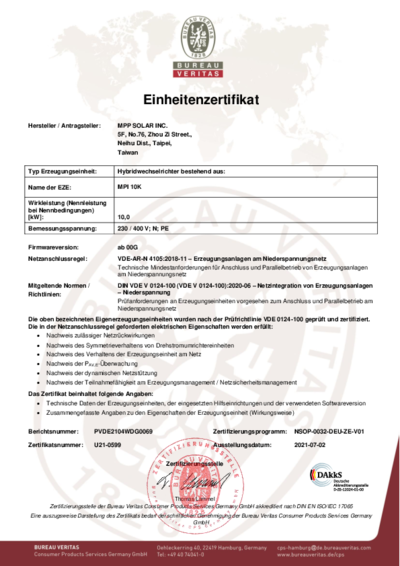 BUREAU
VERITAS
Einheitenzertifikat
Hersteller / Antragsteller: MPP SOLAR INC.
5F, No.76, Zhou Zi Street.,
Neihu Dist., Taipei,
Taiwan
Typ Erzeugungseinheit: Hybridwechselrichter bestehend aus:
Name der EZE: MPI 10K
Wirkleistung (Nennleistung
bei Nennbedingungen)
[kW]: 10,0
Bemessungsspannung: 230 / 400 V; N; PE
Firmwareversion: ab 00G
Netzanschlussregel: VDE-AR-N 4105:2018-11 – Erzeugungsanlagen am Niederspannungsnetz
Technische Mindestanforderungen für Anschluss und Parallelbetrieb von Erzeugungsanlagen
am Niederspannungsnetz
Mitgeltende Normen / DIN VDE V 0124-100 (VDE V 0124-100):2020-06 – Netzintegration von Erzeugungsanlagen
Richtlinien: – Niederspannung
Prüfanforderungen an Erzeugungseinheiten vorgesehen zum Anschluss und Parallelbetrieb am
Niederspannungsnetz
Die oben bezeichneten Eigenerzeugungseinheiten wurden nach der Prüfrichtlinie VDE 0124-100 geprüft und zertifiziert.
Die in der Netzanschlussregel geforderten elektrischen Eigenschaften werden erfüllt:
• Nachweis zulässiger Netzrückwirkungen
• Nachweis des Symmetrieverhaltens von Drehstromumrichtereinheiten
• Nachweis des Verhaltens der Erzeugungseinheit am Netz
• Nachweis der PAV,E-Überwachung
• Nachweis der dynamischen Netzstützung
• Nachweis der Teilnahmefähigkeit am Erzeugungsmanagement / Netzsicherheitsmanagement
Das Zertifikat beinhaltet folgende Angaben:
• Technische Daten der Erzeugungseinheit, der eingesetzten Hilfseinrichtungen und der verwendeten Softwareversion
• Zusammengefasste Angaben zu den Eigenschaften der Erzeugungseinheit (Wirkungsweise)
Berichtsnummer: PVDE2104WDG0069 Zertifizierungsprogramm: NSOP-0032-DEU-ZE-V01
Zertifikatsnummer: U21-0599 Ausstellungsdatum: 2021-07-02
Zertifizierungsstelle
Thomas Lammel
DAkkS
Deutsche
Akkreditierungsstelle
D-ZE-12024-01-00
Zertifizierungsstelle der Bureau Veritas Consumer Products Services Germany GmbH akkreditiert nach DIN EN ISO/IEC 17065
Eine auszugsweise Darstellung des Zertifikats bedarf der schriftlichen Genehmigung der Bureau Veritas Consumer Products Services Germany
GmbH
BUREAU VERITAS
Consumer Products Services Germany GmbH
Oehleckerring 40, 22419 Hamburg, Germany
Tel: +49 40 74041-0
cps-hamburg@de.bureauveritas.com
www.bureauveritas.de/cps